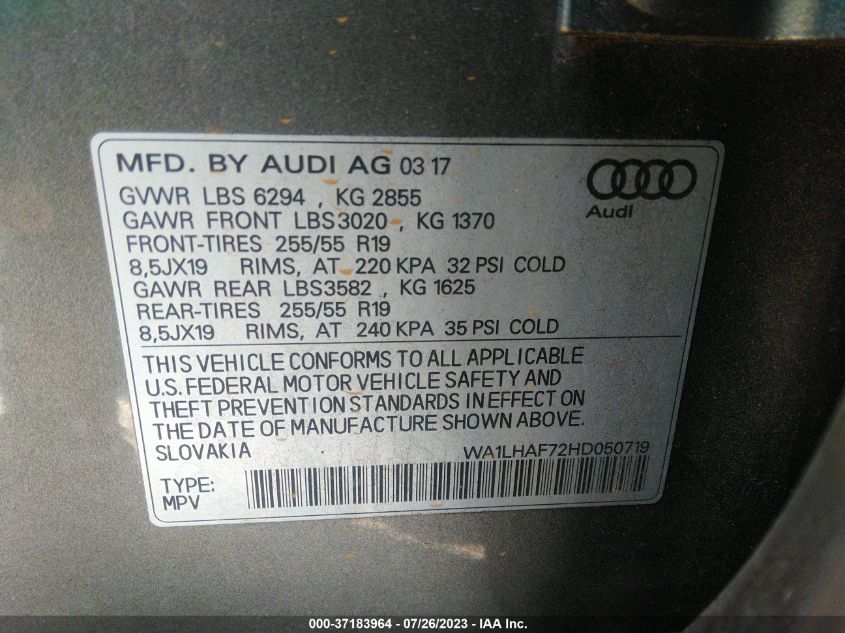 MFD. BY AUDI AG 03 17
GVWR LBS 6294 , KG 2855
GAWR FRONT LBS3020 , KG 1370
FRONT-TIRES 255/55 R19
8,5JX19 RIMS, AT 220 KPA 32 PSI COLD
GAWR REAR LBS3582 , KG 1625
REAR-TIRES 255/55 R19
8,5JX19 RIMS, AT 240 KPA 35 PSI COLD
Audi
THIS VEHICLE CONFORMS TO ALL APPLICABLE
U.S. FEDERAL MOTOR VEHICLE SAFETY AND
THEFT PREVENTION STANDARDS IN EFFECT ON
THE DATE OF MANUFACTURE SHOWN ABOVE.
SLOVAKIA WA1LHAF72HD050719
TYPE:
MPV
000-37183964 - 07/26/2023 - IAA Inc.